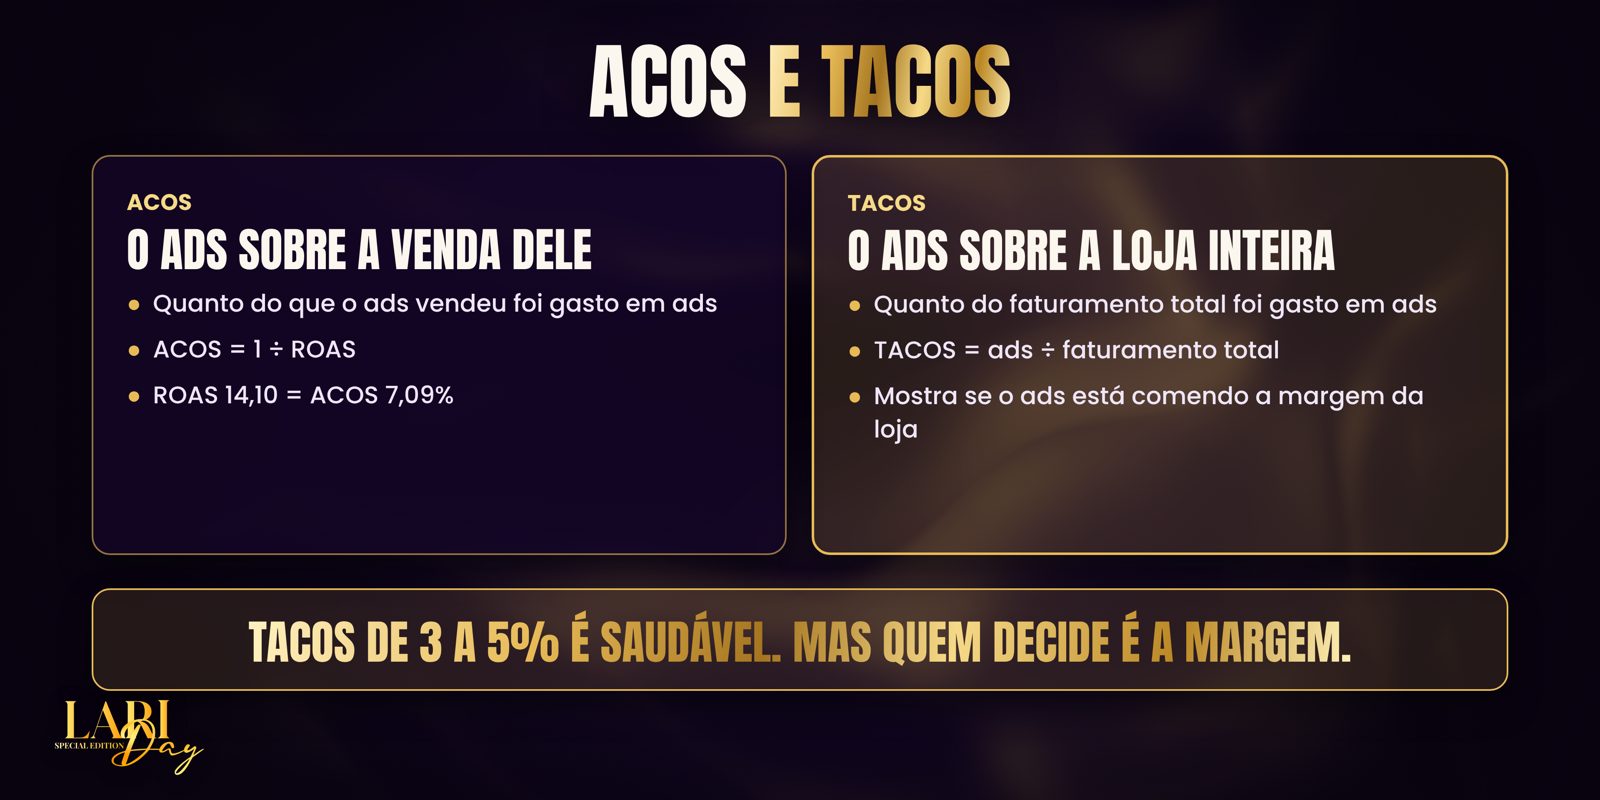 ACOS E TACOS
ACOS
O ADS SOBRE A VENDA DELE
• Quanto do que o ads vendeu foi gasto em ads
• ACOS = 1 ÷ ROAS
• ROAS 14,10 = ACOS 7,09%
TACOS
O ADS SOBRE A LOJA INTEIRA
• Quanto do faturamento total foi gasto em ads
• TACOS = ads ÷ faturamento total
• Mostra se o ads está comendo a margem da
loja
TACOS DE 3 A 5% É SAUDÁVEL. MAS QUEM DECIDE É A MARGEM.
LARI
SPECIAL EDITION Day